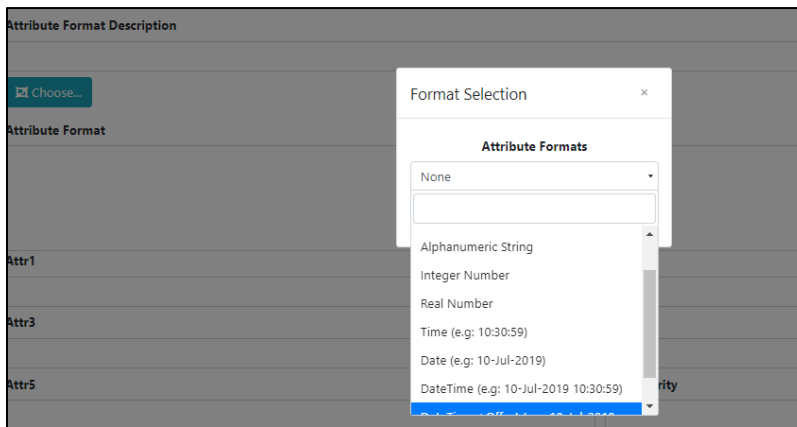 Attribute Format Description
Choose...
Format Selection
×
Attribute Format
Attribute Formats
None
Alphanumeric String
Integer Number
Attr1
Real Number
Attr3
Time (e.g: 10:30:59)
Date (e.g: 10-Jul-2019)
Attr5
DateTime (e.g: 10-Jul-2019 10:30:59)
rity